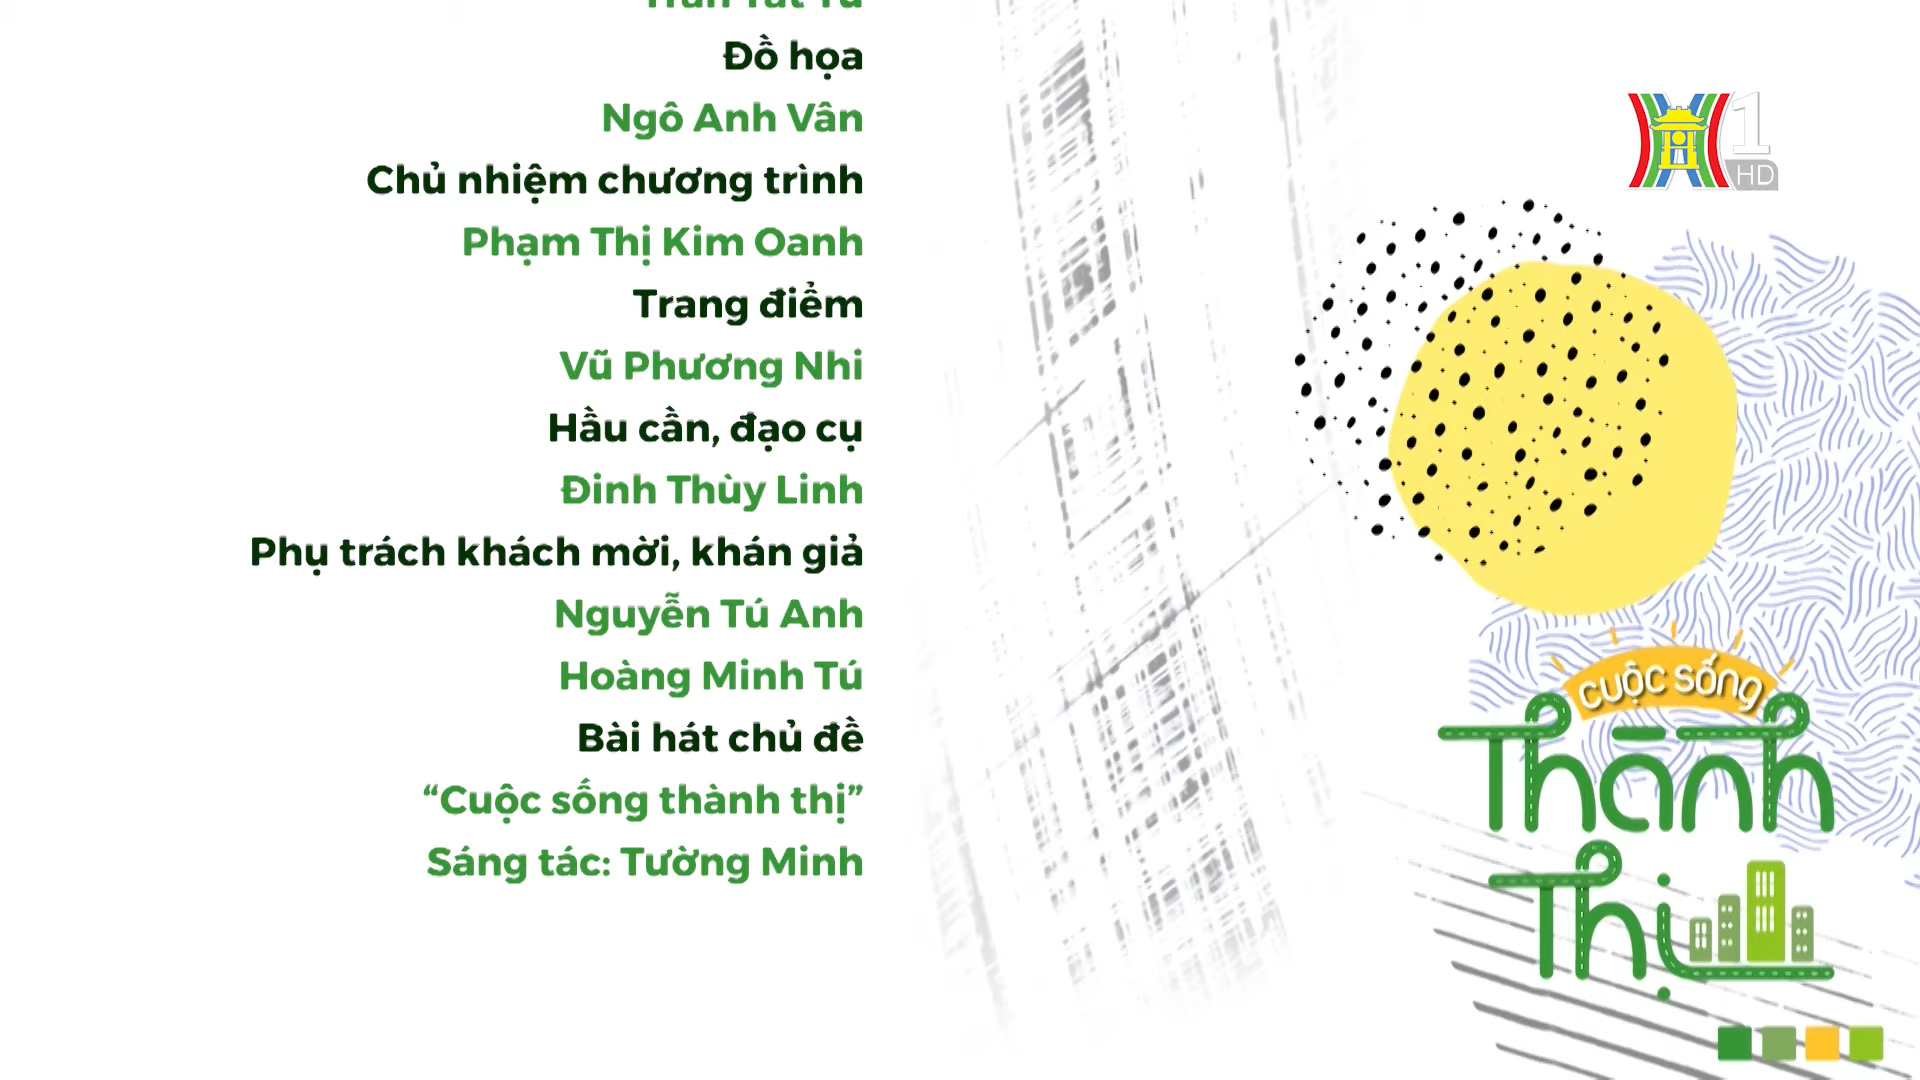 Đồ họa
Ngô Anh Vân
Chủ nhiệm chương trình
Phạm Thị Kim Oanh
Trang điểm
Vũ Phương Nhi
Hầu cần, đạo cụ
Đinh Thùy Linh
Phụ trách khách mời, khán giả
Nguyễn Tú Anh
Hoàng Minh Tú
Bài hát chủ đề
“Cuộc sống thành thị”
Sáng tác: Tường Minh
H1
HD
cuộc sống
Thành
Thị